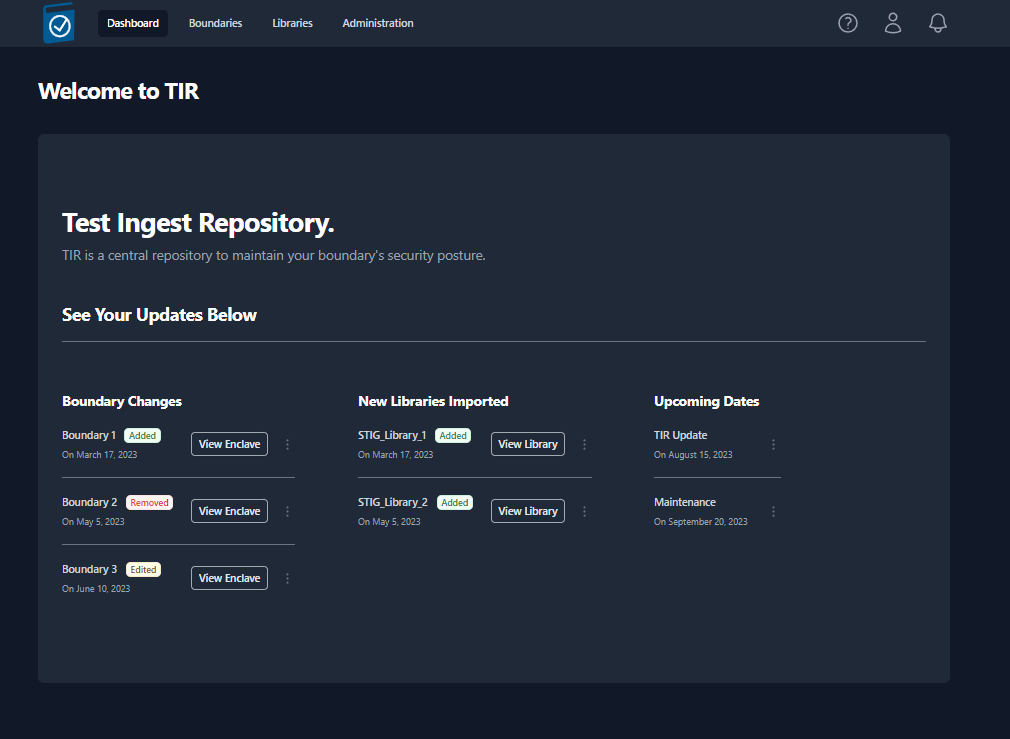 Dashboard Boundaries Libraries Administration
Welcome to TIR
Test Ingest Repository.
TIR is a central repository to maintain your boundary's security posture.
See Your Updates Below
Boundary Changes
Boundary 1 Added
On March 17, 2023
View Enclave
Boundary 2 Removed
On May 5, 2023
View Enclave
Boundary 3 Edited
On June 10, 2023
View Enclave
New Libraries Imported
STIG_Library_1 Added
On March 17, 2023
View Library
STIG_Library_2 Added
On May 5, 2023
View Library
Upcoming Dates
TIR Update
On August 15, 2023
Maintenance
On September 20, 2023